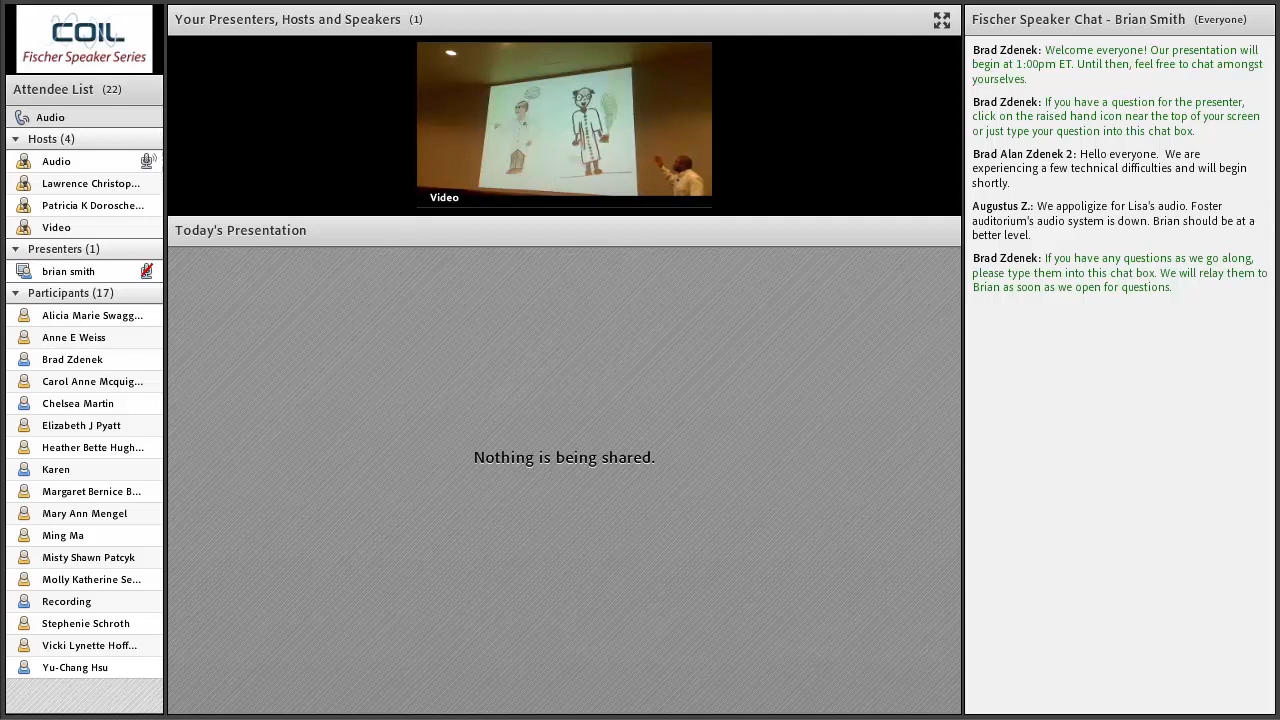 COIL
Fischer Speaker Series
Attendee List (22)
Audio
Hosts (4)
Audio
Lawrence Christop...
Patricia K Dorosche...
Video
Presenters (1)
brian smith
Participants (17)
Alicia Marie Swagg...
Anne E Weiss
Brad Zdenek
Carol Anne Mcquig...
Chelsea Martin
Elizabeth J Pyatt
Heather Bette Hugh...
Karen
Margaret Bernice B...
Mary Ann Mengel
Ming Ma
Misty Shawn Patcyk
Molly Katherine Se...
Recording
Stephenie Schroth
Vicki Lynette Hoff...
Yu-Chang Hsu
Your Presenters, Hosts and Speakers (1)
Video
Today's Presentation
Nothing is being shared.
Fischer Speaker Chat - Brian Smith (Everyone)
Brad Zdenek: Welcome everyone! Our presentation will
begin at 1:00pm ET. Until then, feel free to chat amongst
yourselves.
Brad Zdenek: If you have a question for the presenter,
click on the raised hand icon near the top of your screen
or just type your question into this chat box.
Brad Alan Zdenek 2: Hello everyone. We are
experiencing a few technical difficulties and will begin
shortly.
Augustus Z.: We appoligize for Lisa's audio. Foster
auditorium's audio system is down. Brian should be at a
better level.
Brad Zdenek: If you have any questions as we go along,
please type them into this chat box. We will relay them to
Brian as soon as we open for questions.